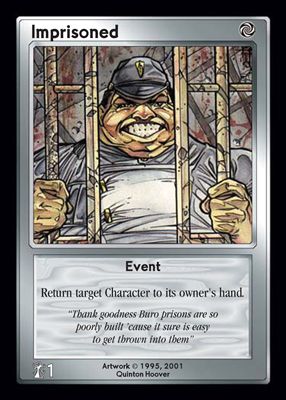 Imprisoned
Event
Return target Character to its owner's hand.
"Thank goodness Buro prisons are so
poorly built 'cause it sure is easy
to get thrown into them"
Artwork © 1995, 2001
Quinton Hoover
1